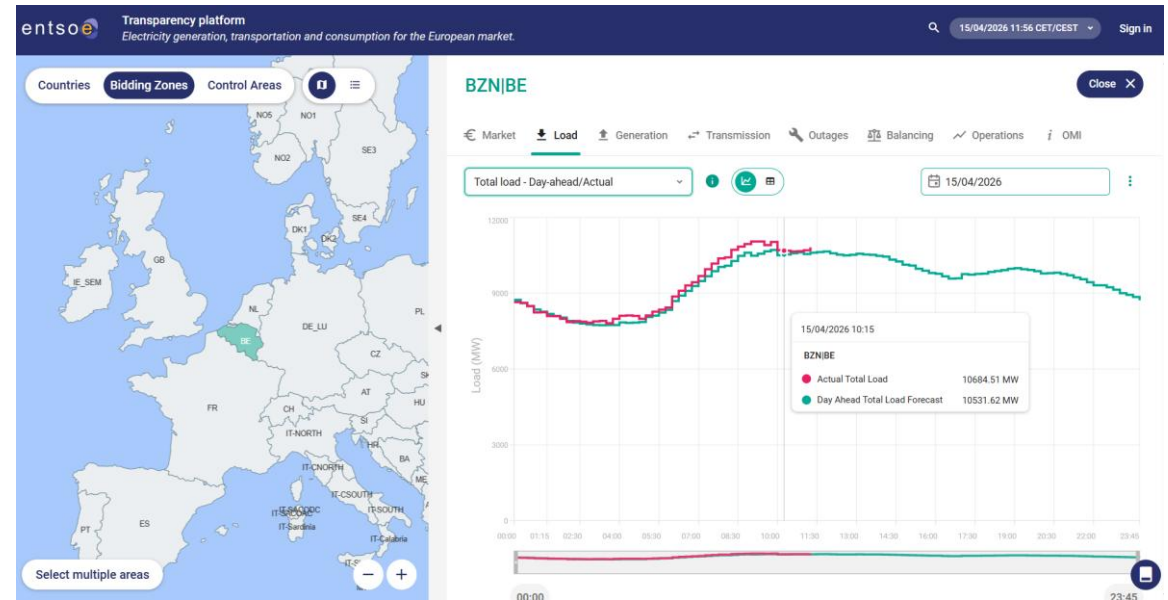 entsoe
Transparency platform
Electricity generation, transportation and consumption for the European market.
15/04/2026 11:56 CET/CEST
Sign in
Countries
Bidding Zones
Control Areas
BZN|BE
Close X
€ Market
Load
Generation
Transmission
Outages
Balancing
Operations
i OMI
Total load - Day-ahead/Actual
15/04/2026
NO5
NO1
NO2
SE3
SE4
DK1
DK2
GB
IE_SEM
NL
BE
DE_LU
PL
CZ
SK
AT
HU
FR
CH
SI
IT-NORTH
HR
BA
IT-CNORTH
ME
IT-CSOUTH
IT-SACODC
IT-SACOAC
IT-SOUTH
IT-Sardinia
IT-Calabria
PT
ES
Select multiple areas
−
+
Load (MW)
12000
9000
6000
3000
0
15/04/2026 10:15
BZN|BE
Actual Total Load 10684.51 MW
Day Ahead Total Load Forecast 10531.62 MW
00:00 01:15 02:30 04:00 05:30 07:00 08:30 10:00 11:30 13:00 14:30 16:00 17:30 19:00 20:30 22:00 23:45
00:00
23:45